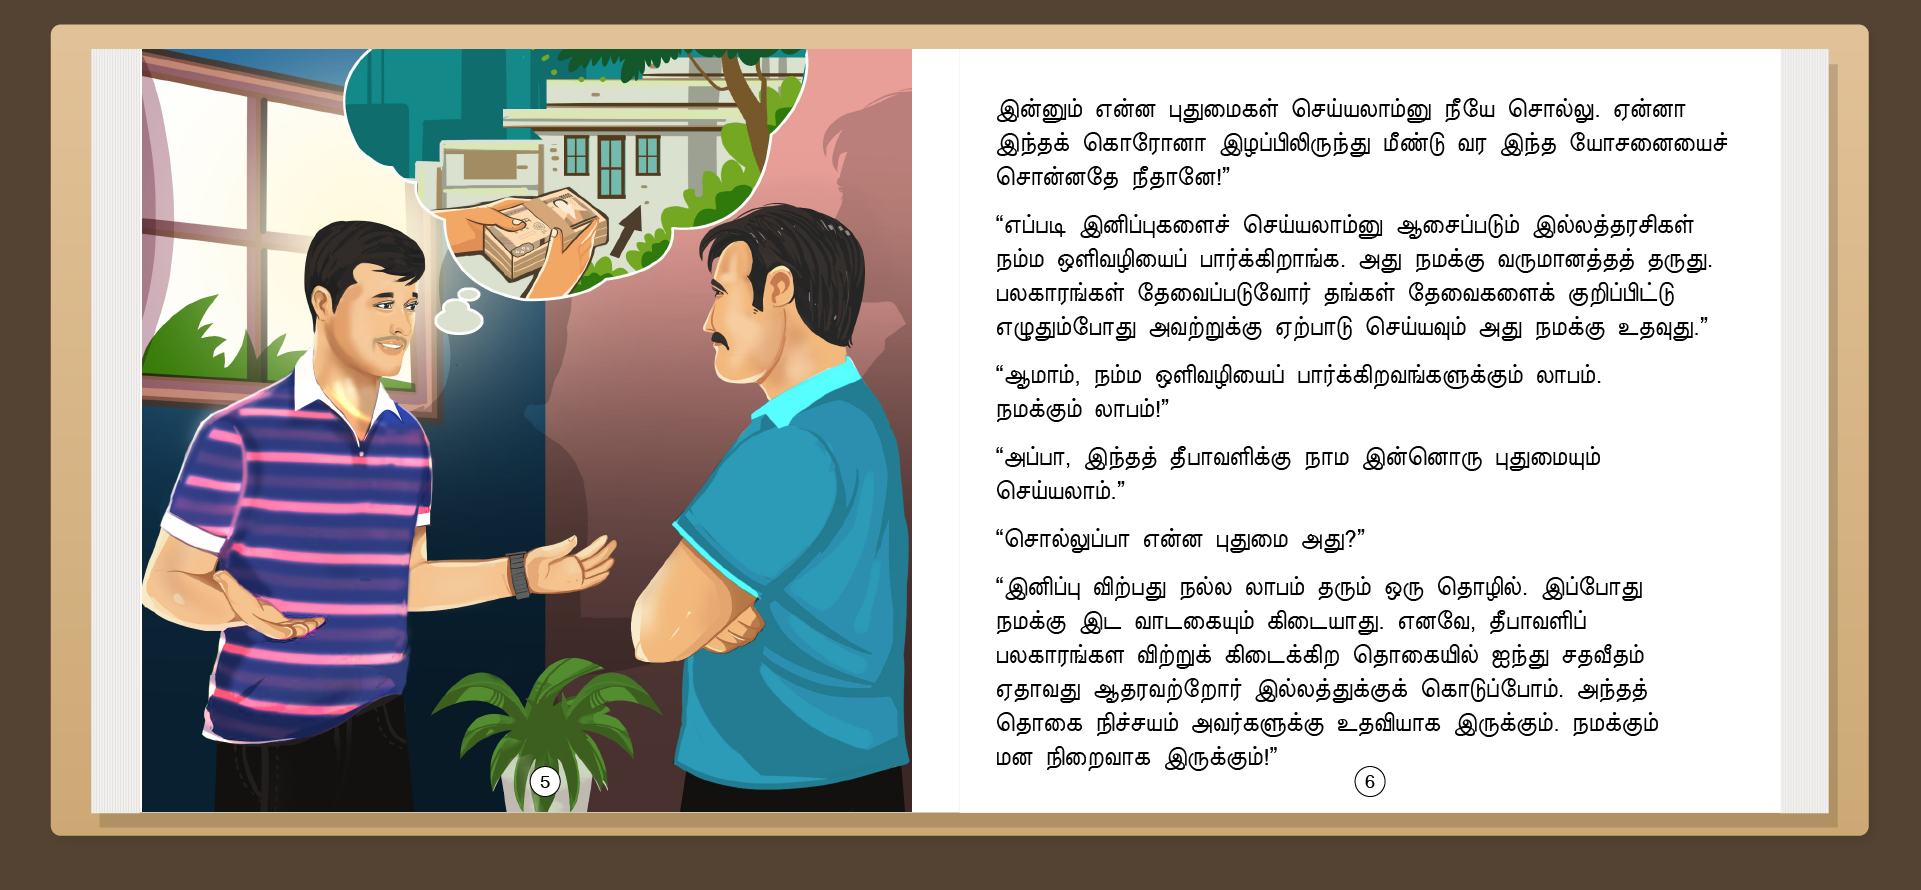 இன்னும் என்ன புதுமைகள் செய்யலாம்னு நீயே சொல்லு. ஏன்னா
இந்தக் கொரோனா இழப்பிலிருந்து மீண்டு வர இந்த யோசனையைச்
சொன்னதே நீதானே!”
“எப்படி இனிப்புகளைச் செய்யலாம்னு ஆசைப்படும் இல்லத்தரசிகள்
நம்ம ஒளிவழியைப் பார்க்கிறாங்க. அது நமக்கு வருமானத்தத் தருது.
பலகாரங்கள் தேவைப்படுவோர் தங்கள் தேவைகளைக் குறிப்பிட்டு
எழுதும்போது அவற்றுக்கு ஏற்பாடு செய்யவும் அது நமக்கு உதவுது.”
“ஆமாம், நம்ம ஒளிவழியைப் பார்க்கிறவங்களுக்கும் லாபம்.
நமக்கும் லாபம்!”
“அப்பா, இந்தத் தீபாவளிக்கு நாம இன்னொரு புதுமையும்
செய்யலாம்.”
“சொல்லுப்பா என்ன புதுமை அது?”
“இனிப்பு விற்பது நல்ல லாபம் தரும் ஒரு தொழில். இப்போது
நமக்கு இட வாடகையும் கிடையாது. எனவே, தீபாவளிப்
பலகாரங்கள விற்றுக் கிடைக்கிற தொகையில் ஐந்து சதவீதம்
ஏதாவது ஆதரவற்றோர் இல்லத்துக்குக் கொடுப்போம். அந்தத்
தொகை நிச்சயம் அவர்களுக்கு உதவியாக இருக்கும். நமக்கும்
மன நிறைவாக இருக்கும்!”
5
6